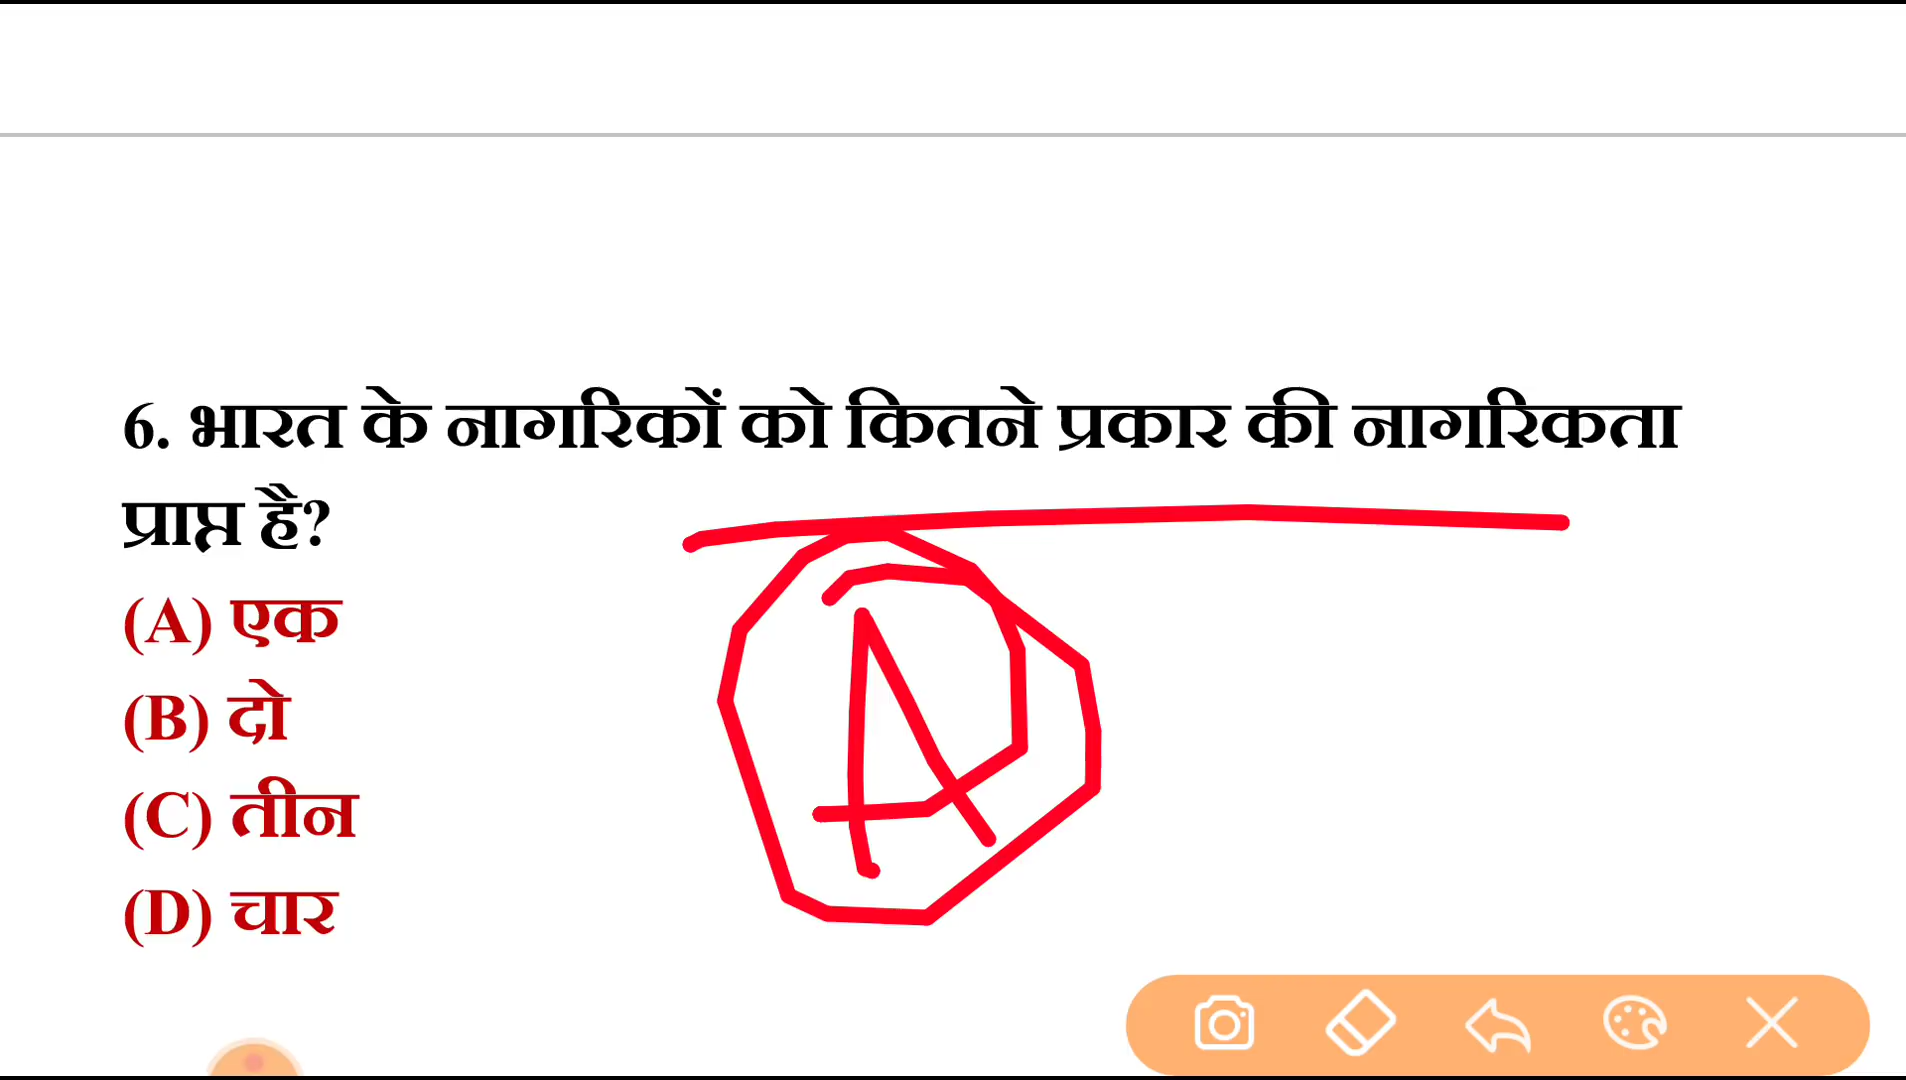 6. भारत के नागरिकों को कितने प्रकार की नागरिकता
प्राप्त है?
(A) एक
(B) दो
(C) तीन
(D) चार
A